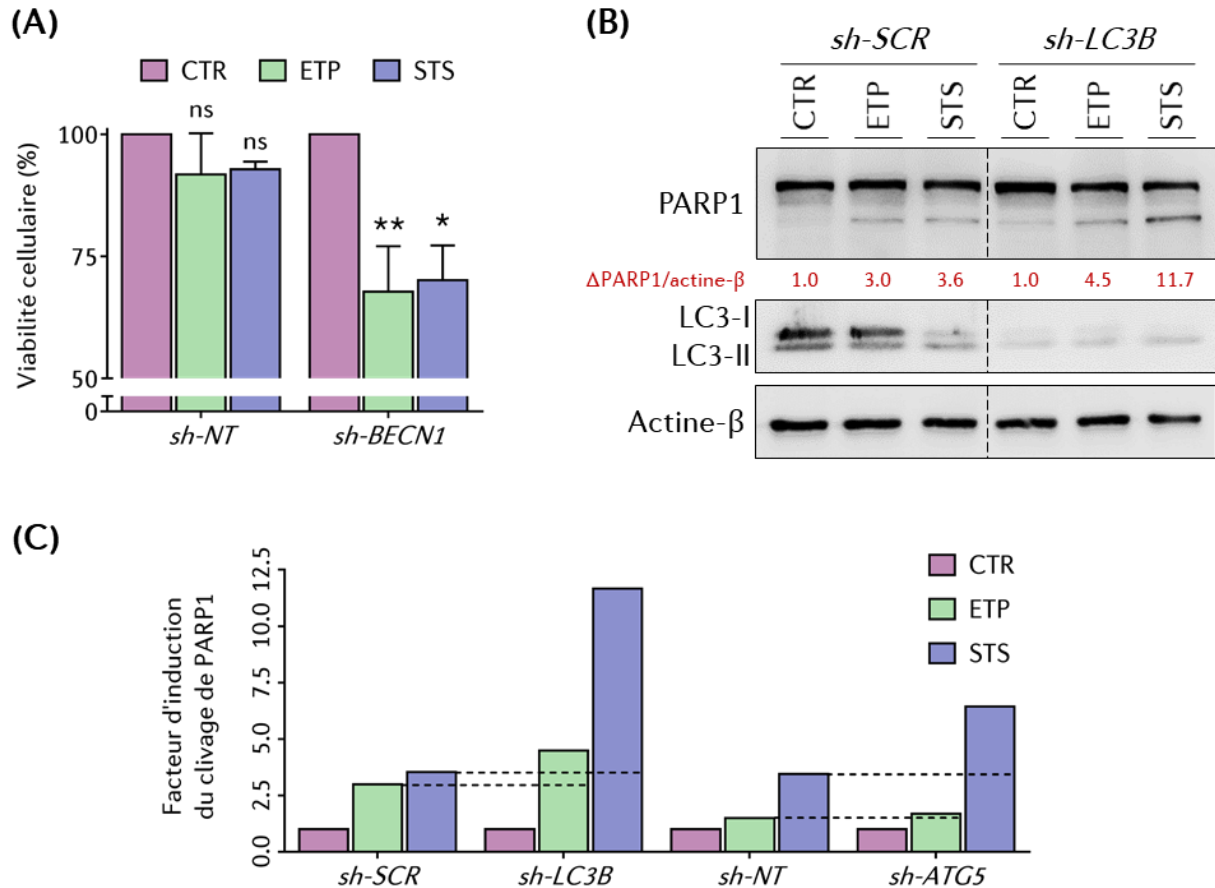 (A)
CTR ETP STS
Viabilité cellulaire (%)
100
75
50
0
ns
ns
**
*
sh-NT sh-BECN1
(B)
sh-SCR sh-LC3B
CTR ETP STS CTR ETP STS
PARP1
ΔPARP1/actine-β 1.0 3.0 3.6 1.0 4.5 11.7
LC3-I
LC3-II
Actine-β
(C)
Facteur d'induction
du clivage de PARP1
12.5
10.0
7.5
5.0
2.5
0.0
CTR
ETP
STS
sh-SCR sh-LC3B sh-NT sh-ATG5